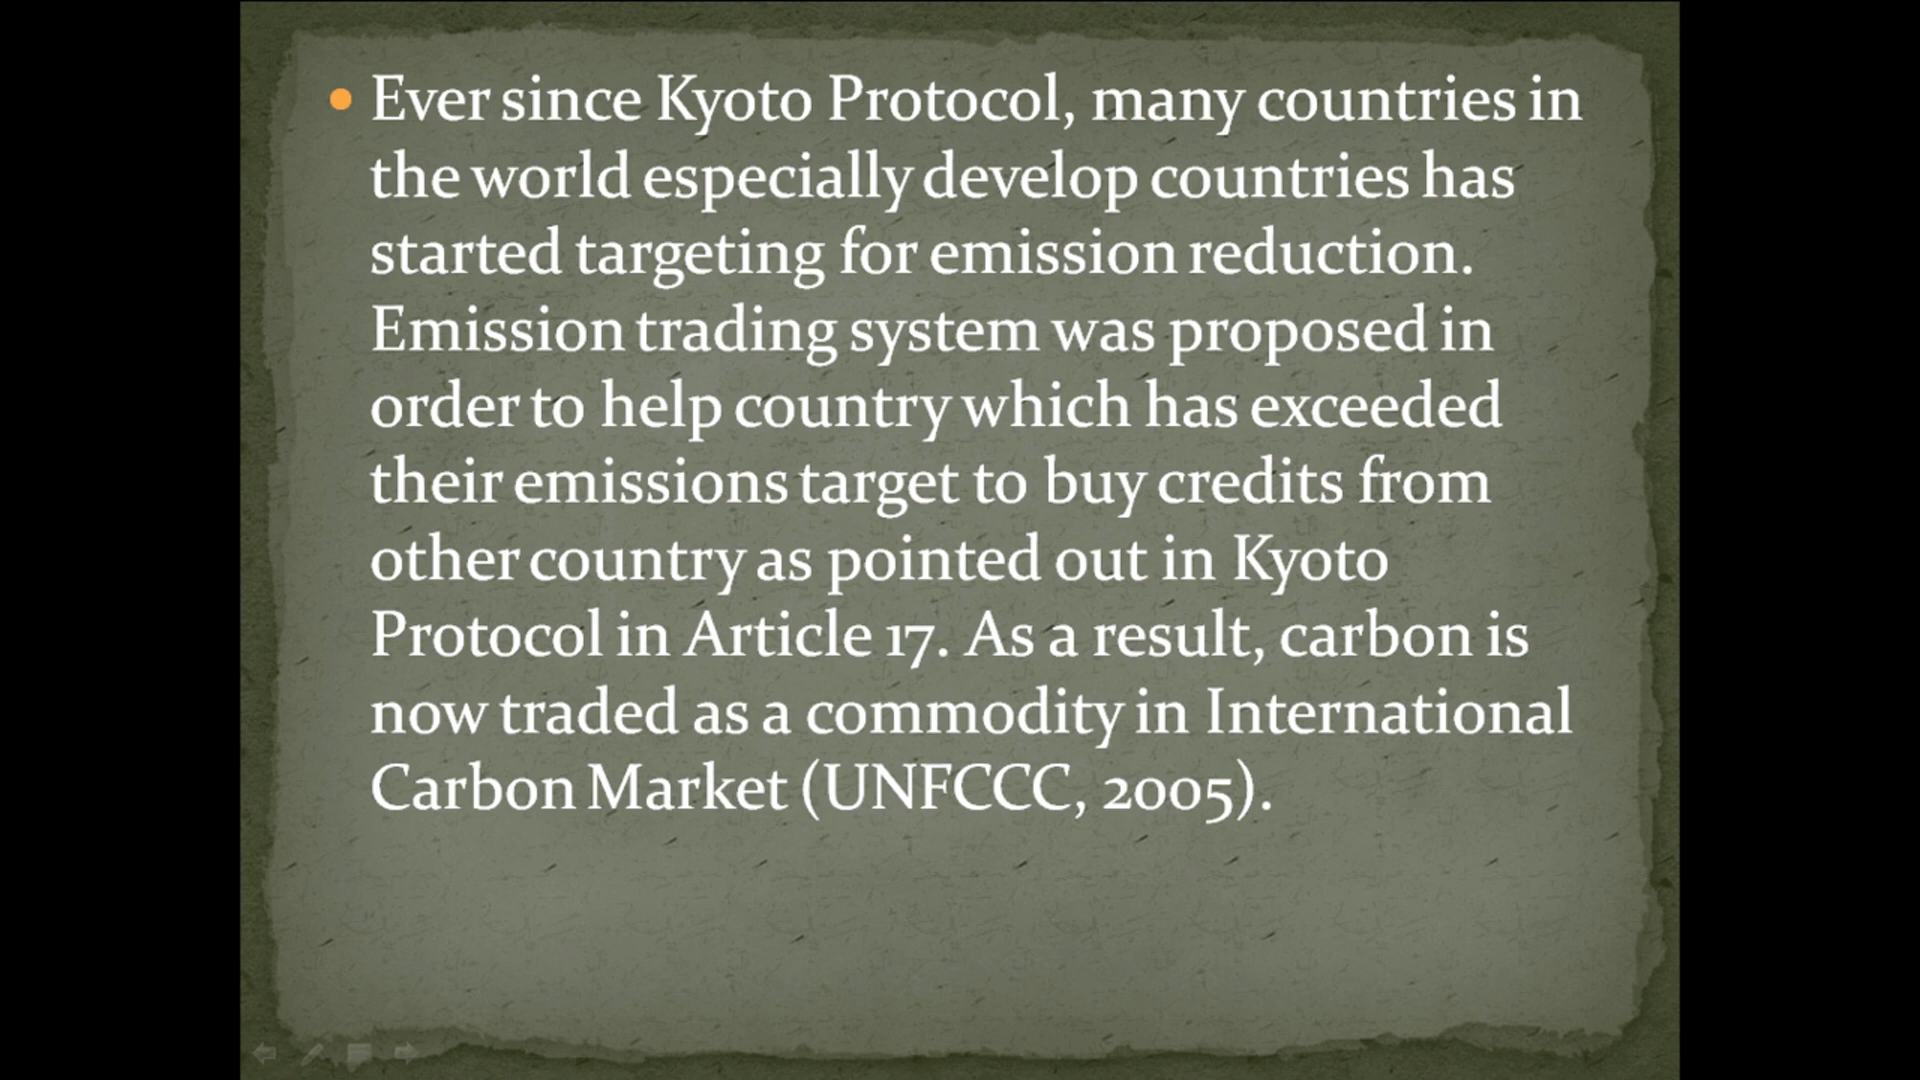 Ever since Kyoto Protocol, many countries in
the world especially develop countries has
started targeting for emission reduction.
Emission trading system was proposed in
order to help country which has exceeded
their emissions target to buy credits from
other country as pointed out in Kyoto
Protocol in Article 17. As a result, carbon is
now traded as a commodity in International
Carbon Market (UNFCCC, 2005).